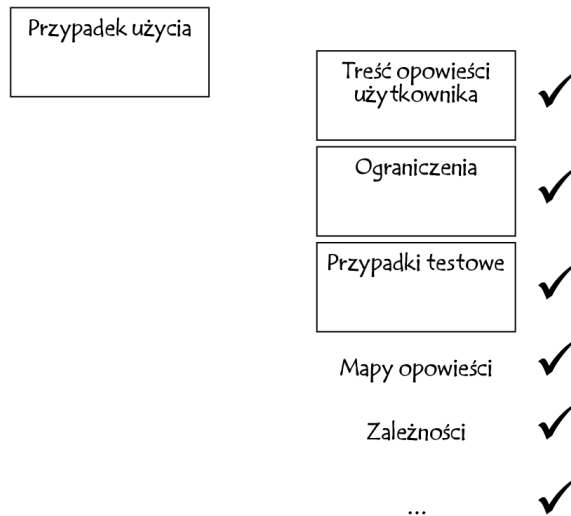 Przypadek użycia
Treść opowieści
użytkownika
Ograniczenia
Przypadki testowe
Mapy opowieści
Zależności
...